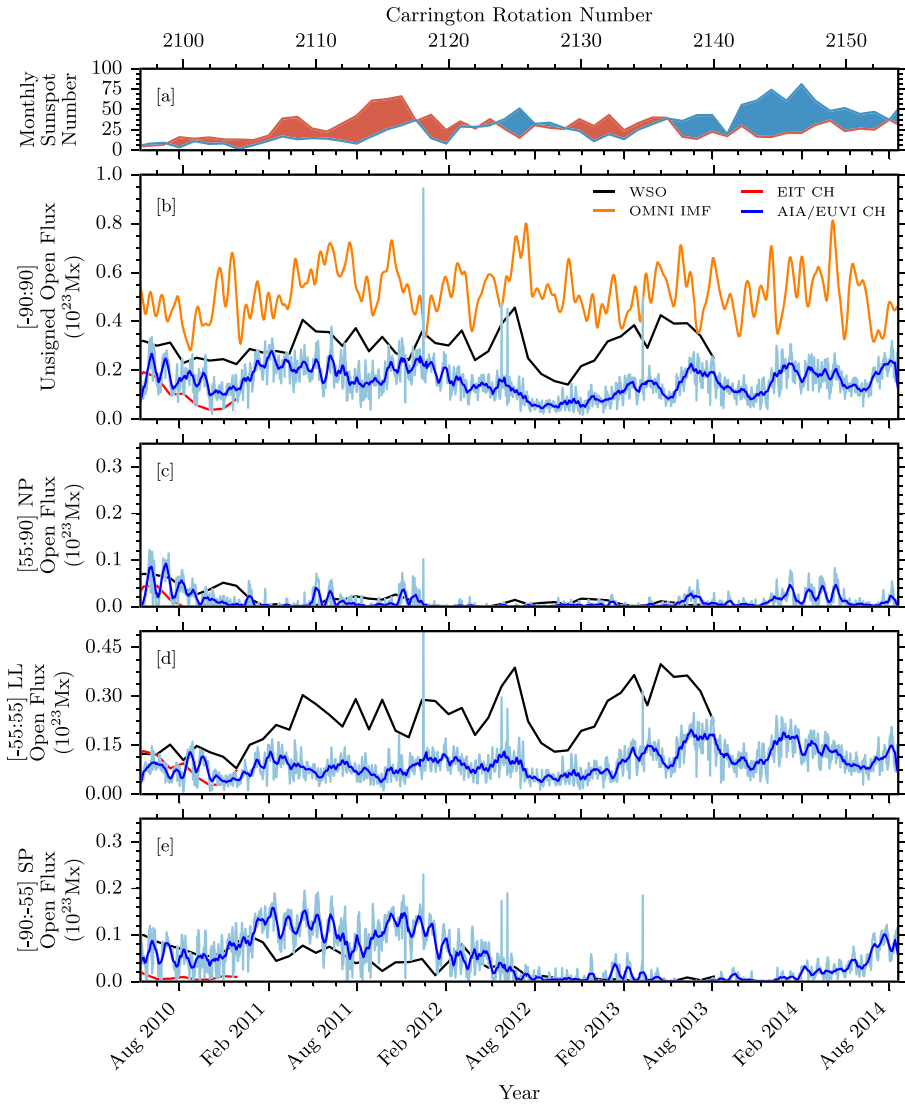 Carrington Rotation Number
2100 2110 2120 2130 2140 2150
Monthly
Sunspot
Number
100
75
50
25
0
[a]
[-90:90]
Unsigned Open Flux
(10²³Mx)
1.0
0.8
0.6
0.4
0.2
0.0
[b]
WSO
OMNI IMF
EIT CH
AIA/EUVI CH
[55:90] NP
Open Flux
(10²³Mx)
0.3
0.2
0.1
0.0
[c]
[-55:55] LL
Open Flux
(10²³Mx)
0.45
0.30
0.15
0.00
[d]
[-90:-55] SP
Open Flux
(10²³Mx)
0.3
0.2
0.1
0.0
[e]
Aug 2010
Feb 2011
Aug 2011
Feb 2012
Aug 2012
Feb 2013
Aug 2013
Feb 2014
Aug 2014
Year